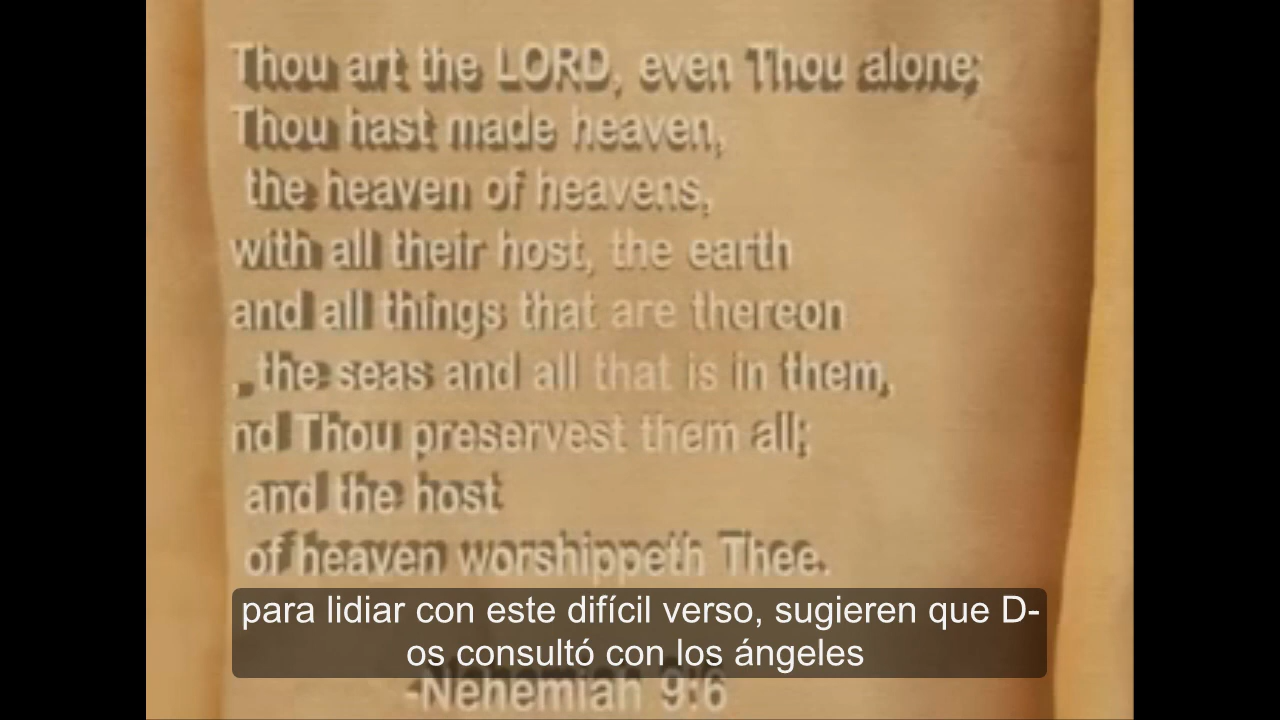 Thou art the LORD, even Thou alone;
Thou hast made heaven,
the heaven of heavens,
with all their host, the earth
and all things that are thereon
, the seas and all that is in them,
nd Thou preservest them all;
and the host
of heaven worshippeth Thee.
para lidiar con este difícil verso, sugieren que D-
os consultó con los ángeles
-Nehemiah 9:6